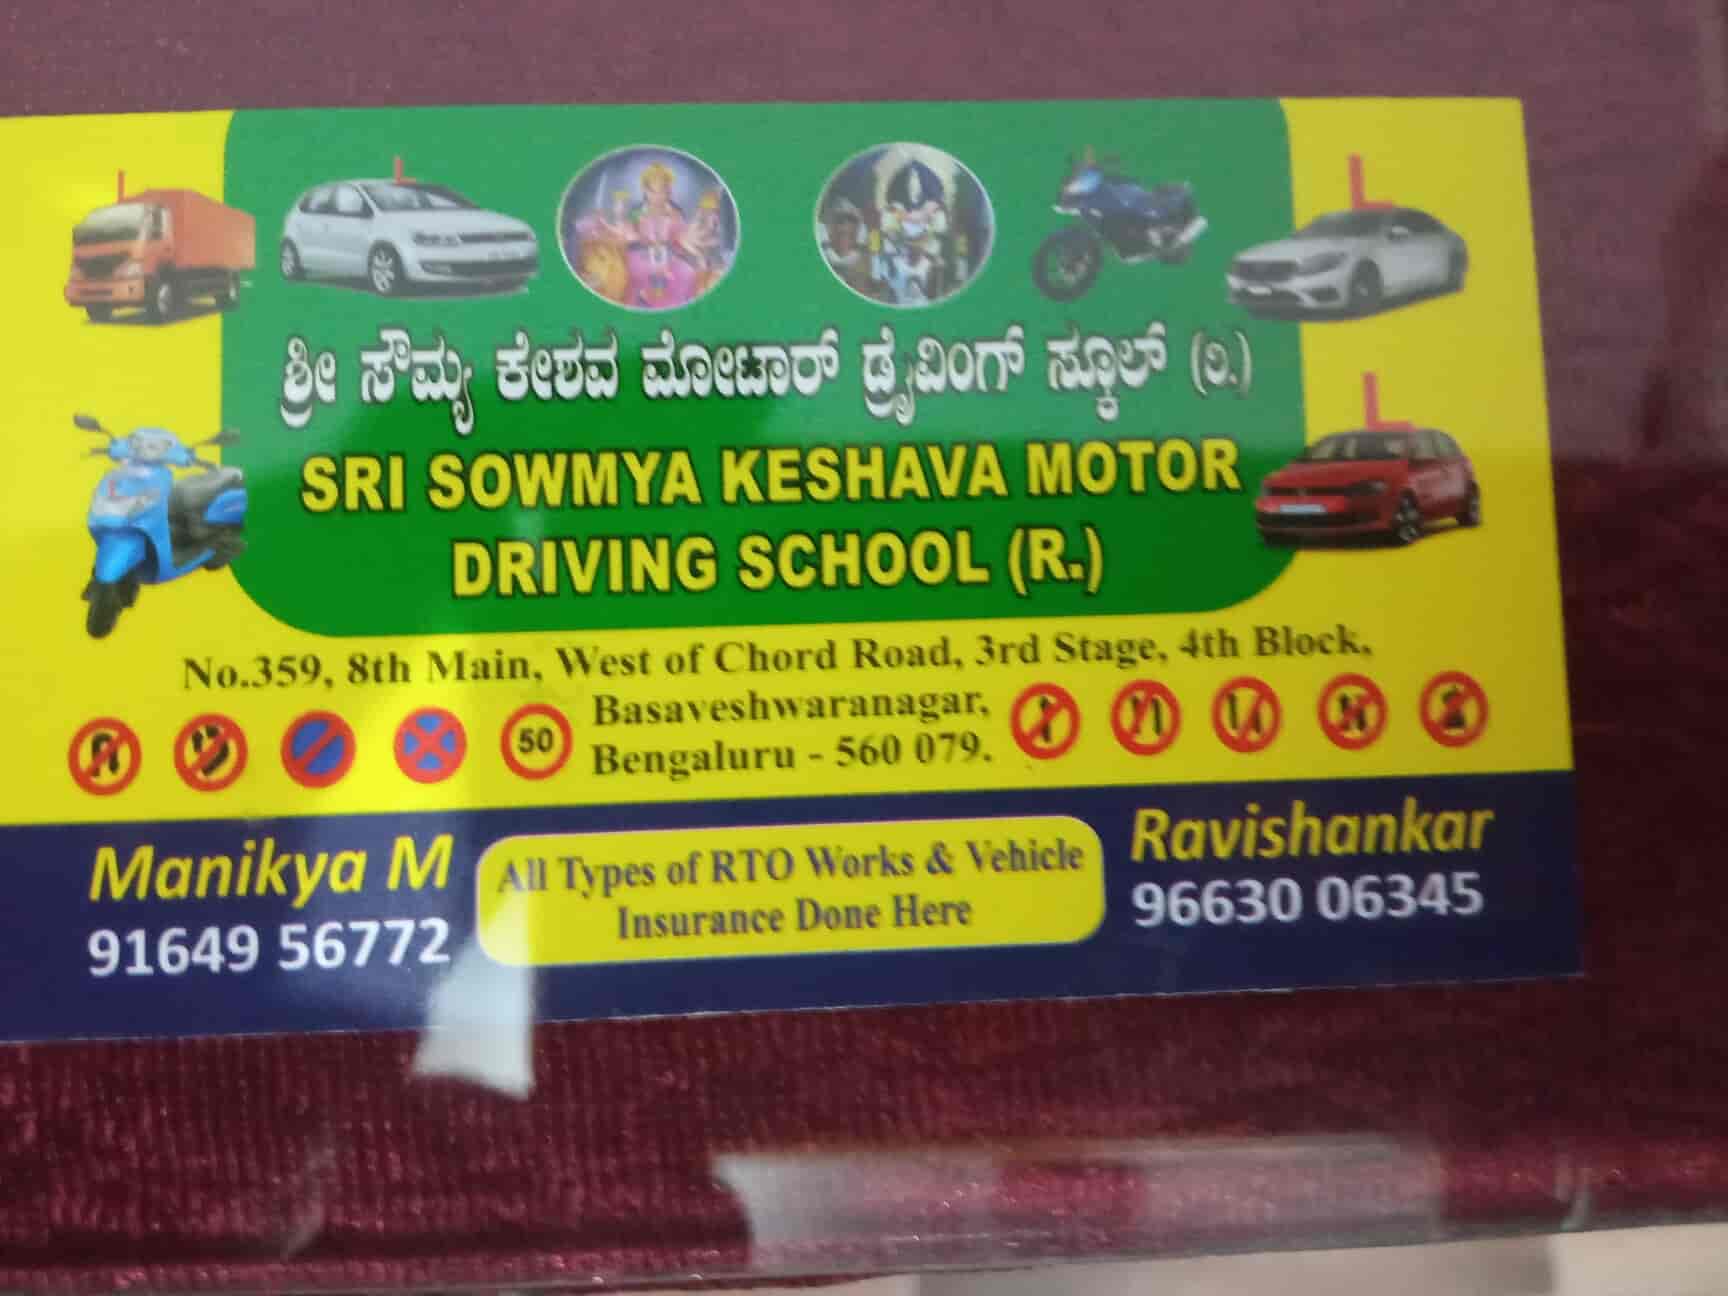 ಶ್ರೀ ಸೌಮ್ಯ ಕೇಶವ ಮೋಟಾರ್ ಡ್ರೈವಿಂಗ್ ಸ್ಕೂಲ್ (ರಿ.)
SRI SOWMYA KESHAVA MOTOR
DRIVING SCHOOL (R.)
No.359, 8th Main, West of Chord Road, 3rd Stage, 4th Block,
Basaveshwaranagar,
50
Bengaluru - 560 079.
Manikya M
91649 56772
All Types of RTO Works & Vehicle
Insurance Done Here
Ravishankar
96630 06345